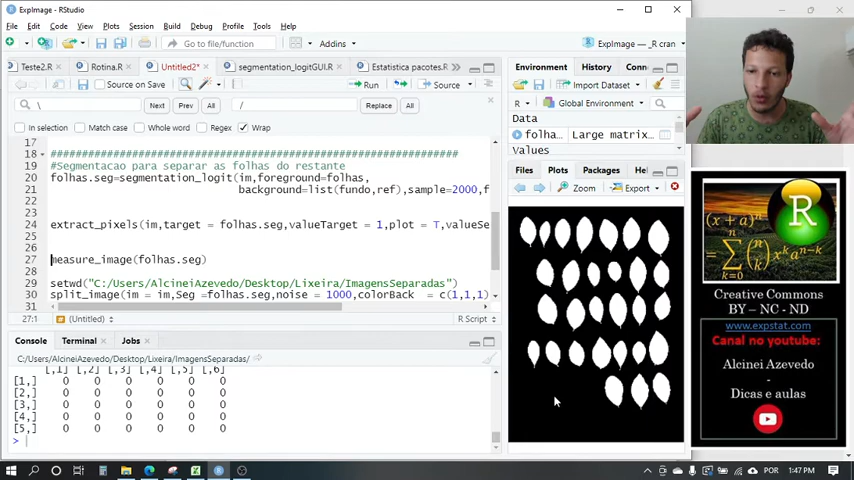 ExpImage - RStudio
File Edit Code View Plots Session Build Debug Profile Tools Help
Go to file/function Addins ExpImage — _R cran
Teste2.R Rotina.R Untitled2* segmentation_logitGUI.R Estatistica pacotes.
Source on Save Run Source
\ Next Prev All / Replace All
In selection Match case Whole word Regex Wrap
17
18 ################################################################
19 #Segmentacao para separar as folhas do restante
20 folhas.seg=segmentation_logit(im,foreground=folhas,
21 background=list(fundo,ref),sample=2000,f
22
23
24 extract_pixels(im,target = folhas.seg,valueTarget = 1,plot = T,valueSe
25
26
27 measure_image(folhas.seg)
28
29 setwd("C:/Users/AlcineiAzevedo/Desktop/Lixeira/ImagensSeparadas")
30 split_image(im = im,Seg =folhas.seg,noise = 1000,colorBack = c(1,1,1)
31
27:1 (Untitled) R Script
Console Terminal Jobs
C:/Users/AlcineiAzevedo/Desktop/Lixeira/ImagensSeparadas/
[,1] [,2] [,3] [,4] [,5] [,6]
[1,] 0 0 0 0 0 0
[2,] 0 0 0 0 0 0
[3,] 0 0 0 0 0 0
[4,] 0 0 0 0 0 0
[5,] 0 0 0 0 0 0
>
Environment History Conn
Import Dataset
R Global Environment
Data
folha… Large matrix…
Values
Files Plots Packages Hel
Zoom Export
(x + a)^n = ∑ (n k) x^k a^n-k
n
k=0
R
Creative Commons
BY – NC - ND
www.expstat.com
Canal no youtube:
Alcinei Azevedo
-
Dicas e aulas
POR 1:47 PM